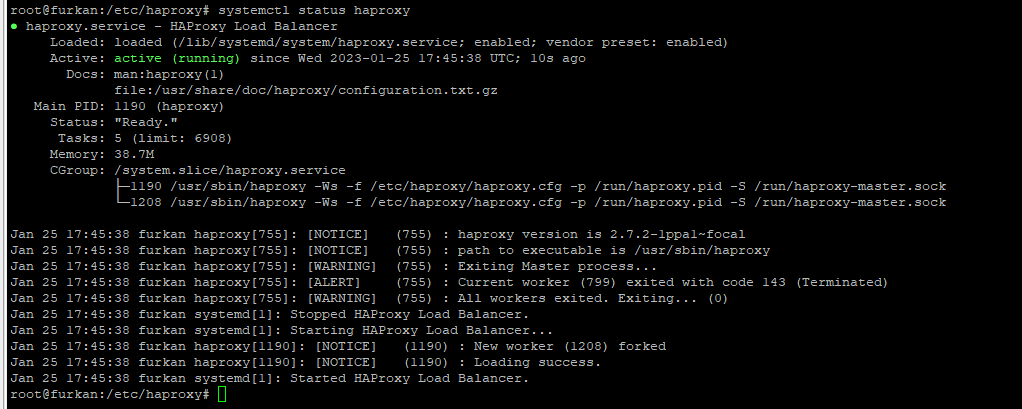 root@furkan:/etc/haproxy# systemctl status haproxy
● haproxy.service - HAProxy Load Balancer
Loaded: loaded (/lib/systemd/system/haproxy.service; enabled; vendor preset: enabled)
Active: active (running) since Wed 2023-01-25 17:45:38 UTC; 10s ago
Docs: man:haproxy(1)
file:/usr/share/doc/haproxy/configuration.txt.gz
Main PID: 1190 (haproxy)
Status: "Ready."
Tasks: 5 (limit: 6908)
Memory: 38.7M
CGroup: /system.slice/haproxy.service
├─1190 /usr/sbin/haproxy -Ws -f /etc/haproxy/haproxy.cfg -p /run/haproxy.pid -S /run/haproxy-master.sock
└─1208 /usr/sbin/haproxy -Ws -f /etc/haproxy/haproxy.cfg -p /run/haproxy.pid -S /run/haproxy-master.sock
Jan 25 17:45:38 furkan haproxy[755]: [NOTICE]   (755) : haproxy version is 2.7.2-1ppa1~focal
Jan 25 17:45:38 furkan haproxy[755]: [NOTICE]   (755) : path to executable is /usr/sbin/haproxy
Jan 25 17:45:38 furkan haproxy[755]: [WARNING]  (755) : Exiting Master process...
Jan 25 17:45:38 furkan haproxy[755]: [ALERT]    (755) : Current worker (799) exited with code 143 (Terminated)
Jan 25 17:45:38 furkan haproxy[755]: [WARNING]  (755) : All workers exited. Exiting... (0)
Jan 25 17:45:38 furkan systemd[1]: Stopped HAProxy Load Balancer.
Jan 25 17:45:38 furkan systemd[1]: Starting HAProxy Load Balancer...
Jan 25 17:45:38 furkan haproxy[1190]: [NOTICE]   (1190) : New worker (1208) forked
Jan 25 17:45:38 furkan haproxy[1190]: [NOTICE]   (1190) : Loading success.
Jan 25 17:45:38 furkan systemd[1]: Started HAProxy Load Balancer.
root@furkan:/etc/haproxy#